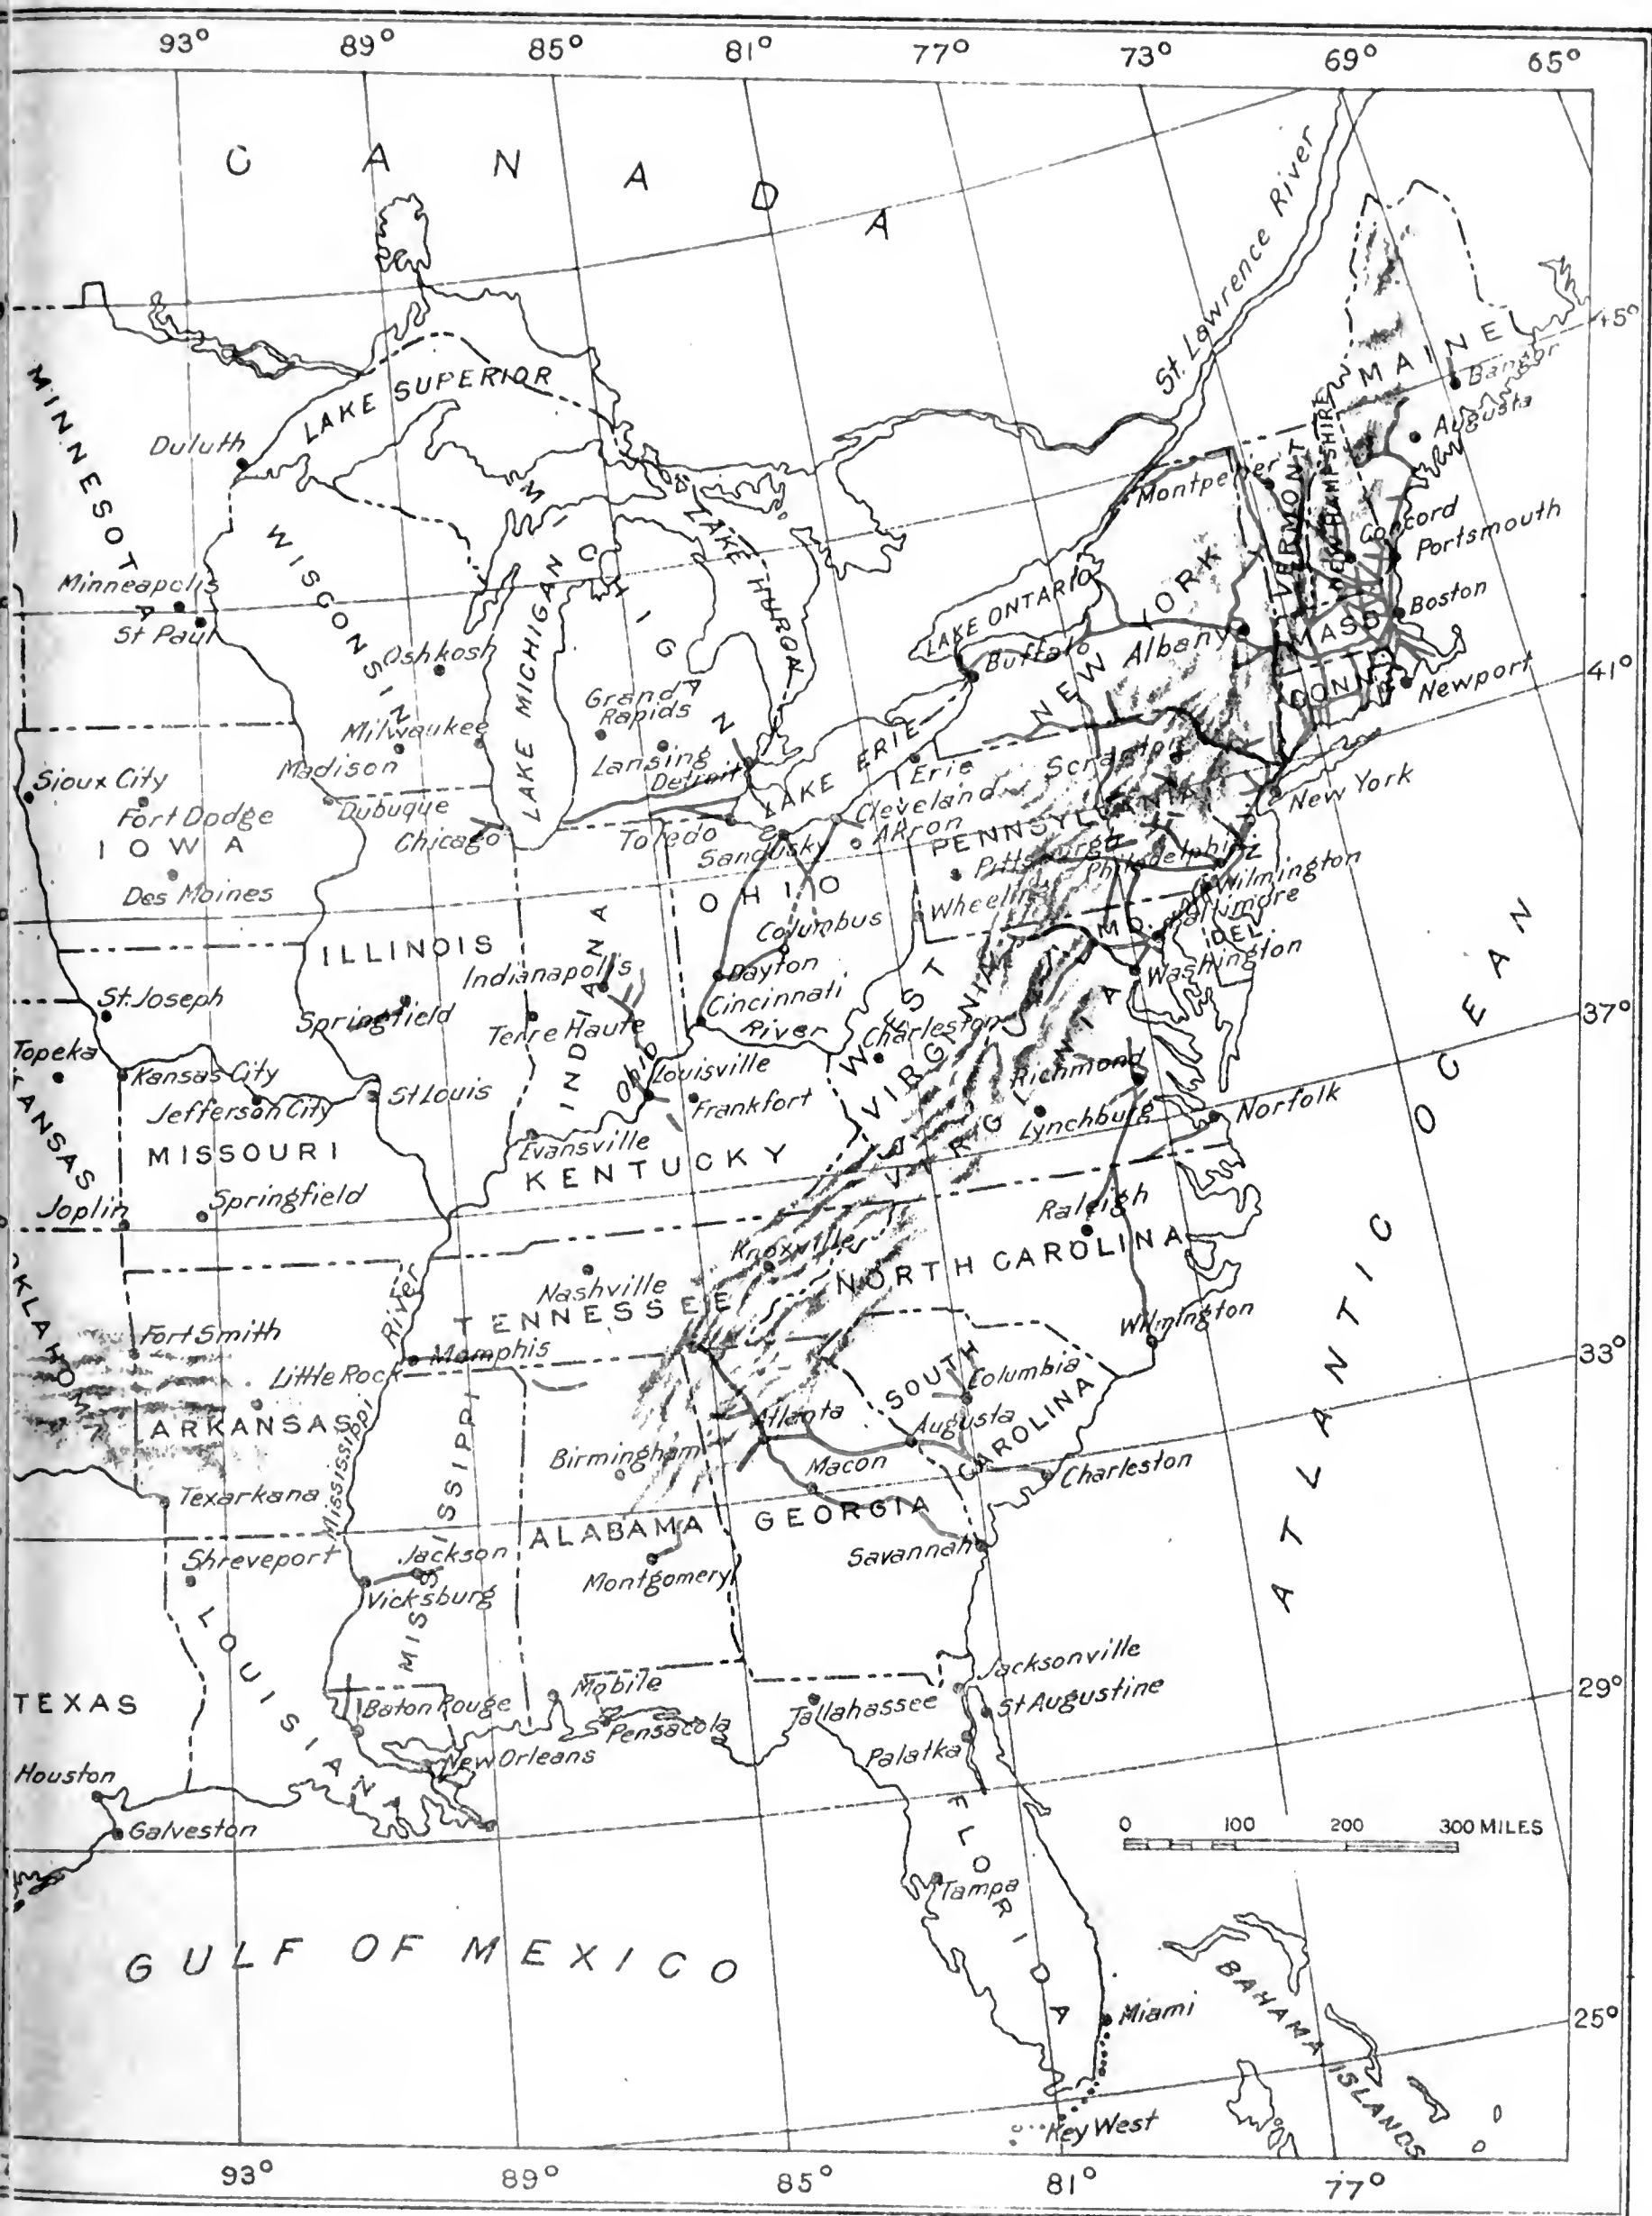 93° 89° 85° 81° 77° 73° 69° 65°
CANADA
St. Lawrence River
45°
MAINE
Bangor
Augusta
LAKE SUPERIOR
MINNESOTA
Duluth
Montpelier
VERMONT
NEW HAMPSHIRE
Concord
Portsmouth
MICHIGAN
LAKE HURON
WISCONSIN
Minneapolis
St Paul
Oshkosh
LAKE MICHIGAN
LAKE ONTARIO
NEW YORK
Boston
MASS
Albany
Buffalo
CONN
Newport
41°
Grand Rapids
Milwaukee
Lansing
Detroit
LAKE ERIE
Erie
Scranton
Sioux City
Madison
Dubuque
Fort Dodge
IOWA
Chicago
Toledo
Sandusky
Cleveland
Akron
PENNSYLVANIA
New York
Pittsburgh
Philadelphia
N
J
Des Moines
OHIO
Wheeling
Wilmington
Baltimore
Columbus
MD.
DEL.
Washington
ILLINOIS
INDIANA
Indianapolis
Dayton
Cincinnati
St. Joseph
Springfield
Terre Haute
Ohio River
WEST VIRGINIA
Charleston
VIRGINIA
37°
Topeka
KANSAS
Kansas City
Jefferson City
St Louis
Louisville
Frankfort
Richmond
Lynchburg
Norfolk
MISSOURI
Evansville
KENTUCKY
Joplin
Springfield
Raleigh
Knoxville
NORTH CAROLINA
Nashville
TENNESSEE
OKLAHOMA
Fort Smith
Mississippi River
Memphis
Wilmington
ATLANTIC OCEAN
33°
Little Rock
ARKANSAS
SOUTH CAROLINA
Columbia
Atlanta
Augusta
Birmingham
Macon
Charleston
Texarkana
MISSISSIPPI
ALABAMA
GEORGIA
Shreveport
Jackson
Vicksburg
Montgomery
Savannah
LOUISIANA
TEXAS
Baton Rouge
Mobile
Pensacola
Tallahassee
Jacksonville
St Augustine
29°
Houston
New Orleans
Palatka
Galveston
FLORIDA
0 100 200 300 MILES
Tampa
GULF OF MEXICO
BAHAMA ISLANDS
Miami
25°
Key West
93° 89° 85° 81° 77°